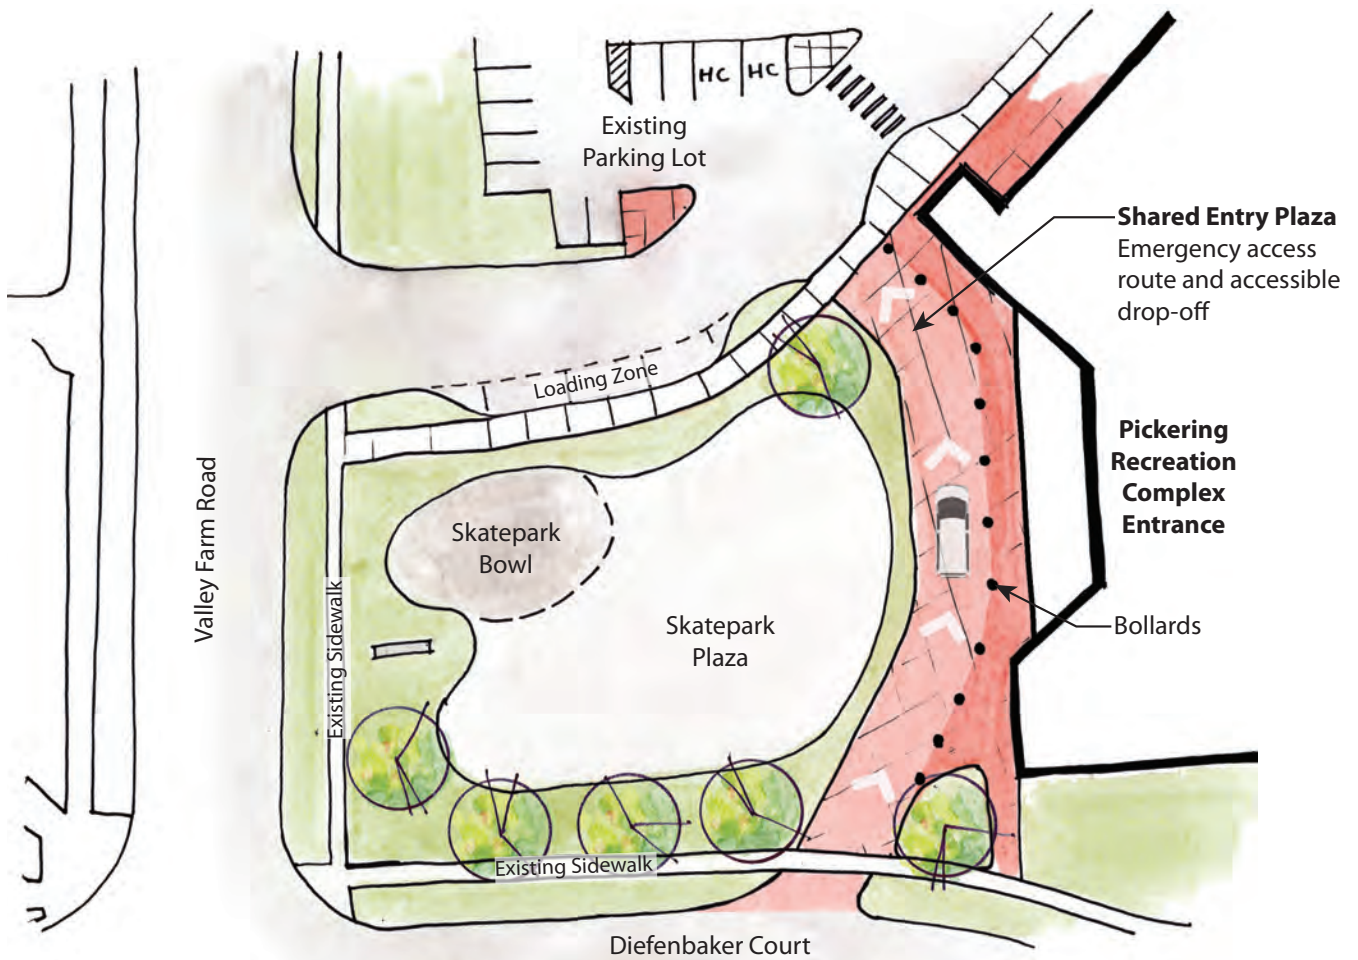 HC HC
Existing
Parking Lot
Shared Entry Plaza
Emergency access
route and accessible
drop-off
Loading Zone
Pickering
Recreation
Complex
Entrance
Valley Farm Road
Skatepark
Bowl
Existing Sidewalk
Skatepark
Plaza
Bollards
Existing Sidewalk
Diefenbaker Court